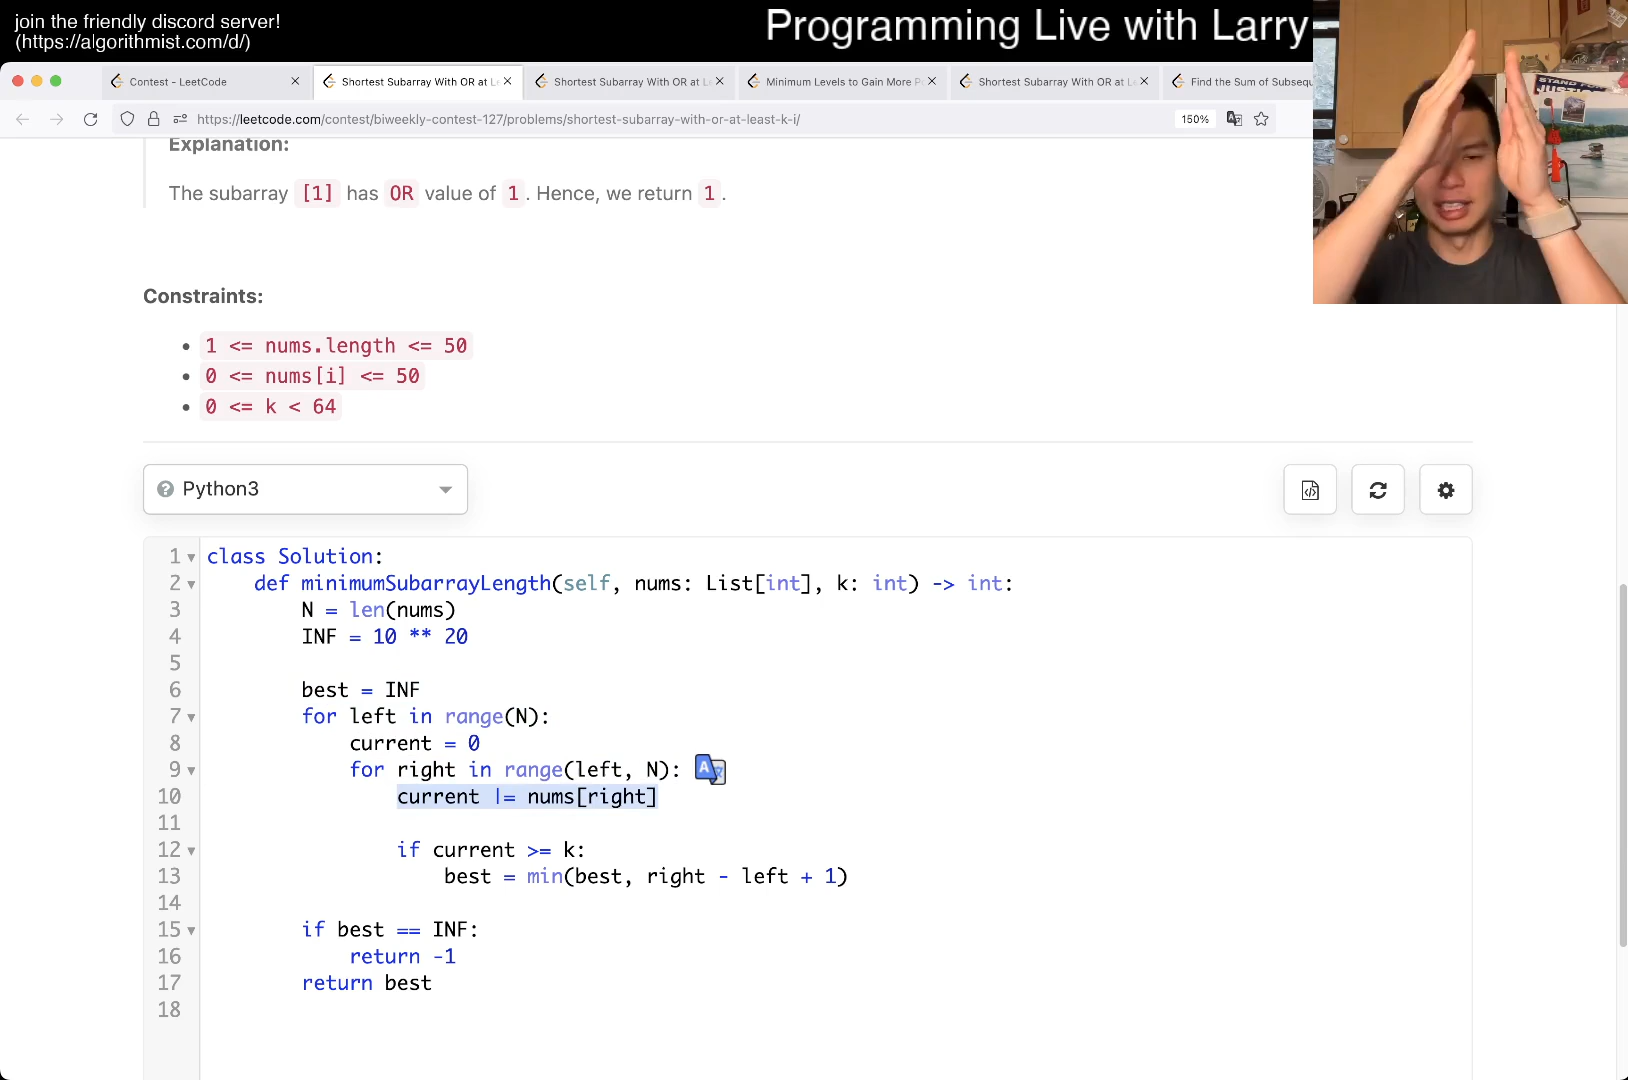 join the friendly discord server!
(https://algorithmist.com/d/)
Programming Live with Larry
Contest - LeetCode
Shortest Subarray With OR at Le
Shortest Subarray With OR at Le
Minimum Levels to Gain More Po
Shortest Subarray With OR at Le
Find the Sum of Subsequ
https://leetcode.com/contest/biweekly-contest-127/problems/shortest-subarray-with-or-at-least-k-i/
150%
Explanation:
The subarray [1] has OR value of 1. Hence, we return 1.
Constraints:
1 <= nums.length <= 50
0 <= nums[i] <= 50
0 <= k < 64
Python3
1 class Solution:
2 def minimumSubarrayLength(self, nums: List[int], k: int) -> int:
3 N = len(nums)
4 INF = 10 ** 20
5
6 best = INF
7 for left in range(N):
8 current = 0
9 for right in range(left, N):
10 current |= nums[right]
11
12 if current >= k:
13 best = min(best, right - left + 1)
14
15 if best == INF:
16 return -1
17 return best
18